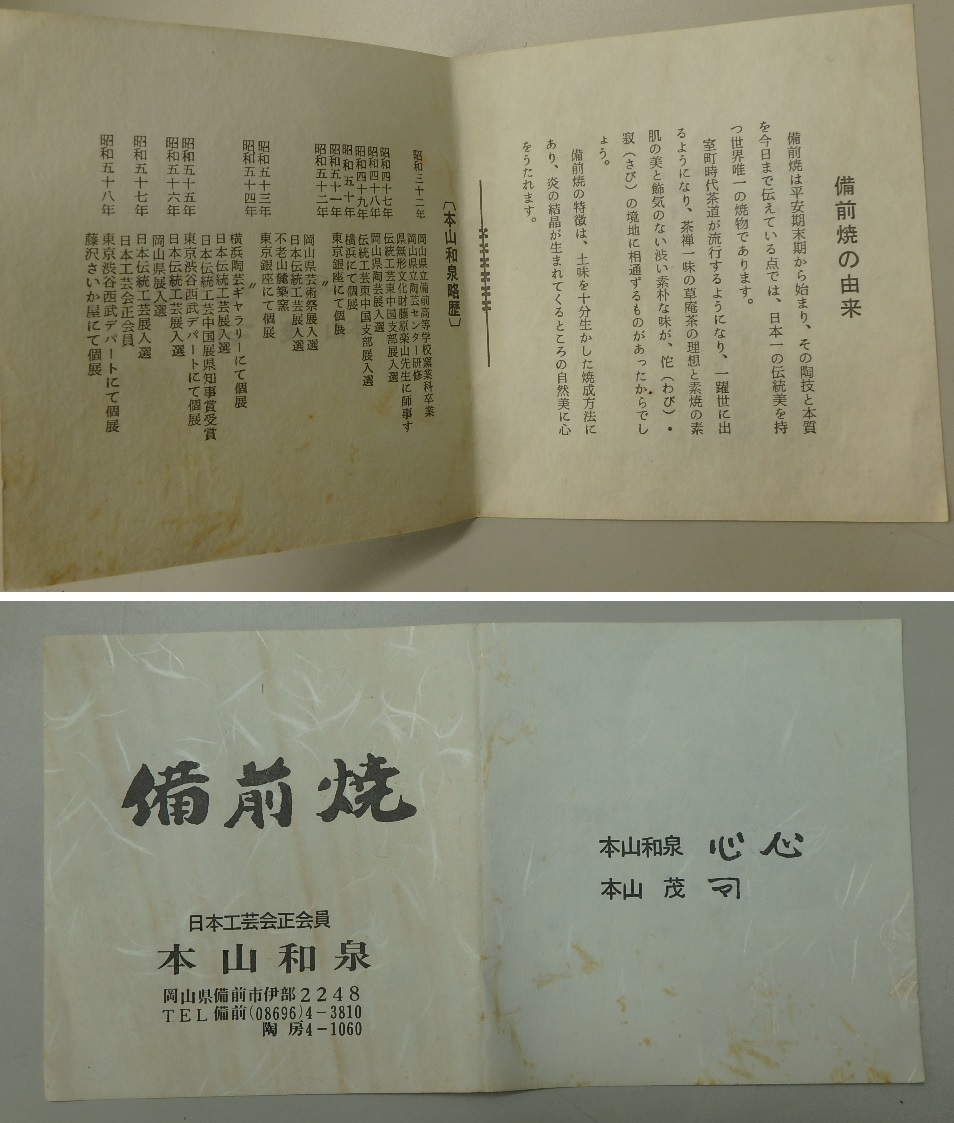 備前焼の由来
備前焼は平安期末期から始まり、その陶技と本質
を今日まで伝えている点では、日本一の伝統美を持
つ世界唯一の焼物であります。
室町時代茶道が流行するようになり、一躍世に出
るようになり、茶禅一味の草庵茶の理想と素焼の素
肌の美と飾気のない渋い素朴な味が、佗（わび）・
寂（さび）の境地に相通ずるものがあったからでし
ょう。
備前焼の特徴は、土味を十分生かした焼成方法に
あり、炎の結晶が生まれてくるところの自然美に心
をうたれます。
〔本山和泉略歴〕
昭和三十二年 岡山県立備前高等学校窯業科卒業
岡山県立陶芸センター研修
県無形文化財藤原楽山先生に師事す
昭和四十七年 伝統工芸東中国支部展入選
昭和四十八年 岡山県陶芸展入選
昭和四十九年 伝統工芸東中国支部展入選
昭和五十年 横浜にて個展
昭和五十一年 東京銀座にて個展
昭和五十二年 〃
岡山県芸術祭展入選
日本伝統工芸展入選
不老山麓築窯
昭和五十三年 東京銀座にて個展
昭和五十四年 〃
横浜陶芸ギャラリーにて個展
日本伝統工芸展入選
日本伝統工芸中国展県知事賞受賞
昭和五十五年 東京渋谷西武デパートにて個展
昭和五十六年 日本伝統工芸展入選
岡山県展入選
昭和五十七年 日本伝統工芸展入選
日本工芸会正会員
昭和五十八年 東京渋谷西武デパートにて個展
藤沢さいか屋にて個展
備前焼
日本工芸会正会員
本山和泉
岡山県備前市伊部2248
TEL備前(08696)4-3810
陶房4-1060
本山和泉 心 心
本山 茂